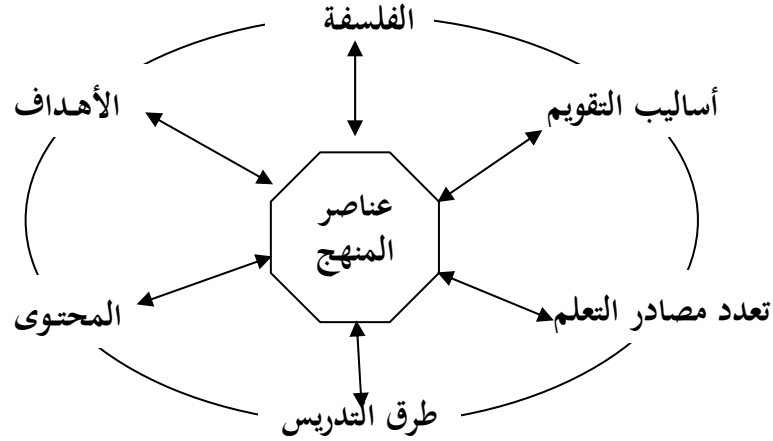 الفلسفة
أساليب التقويم
الأهداف
عناصر
المنهج
تعدد مصادر التعلم
المحتوى
طرق التدريس